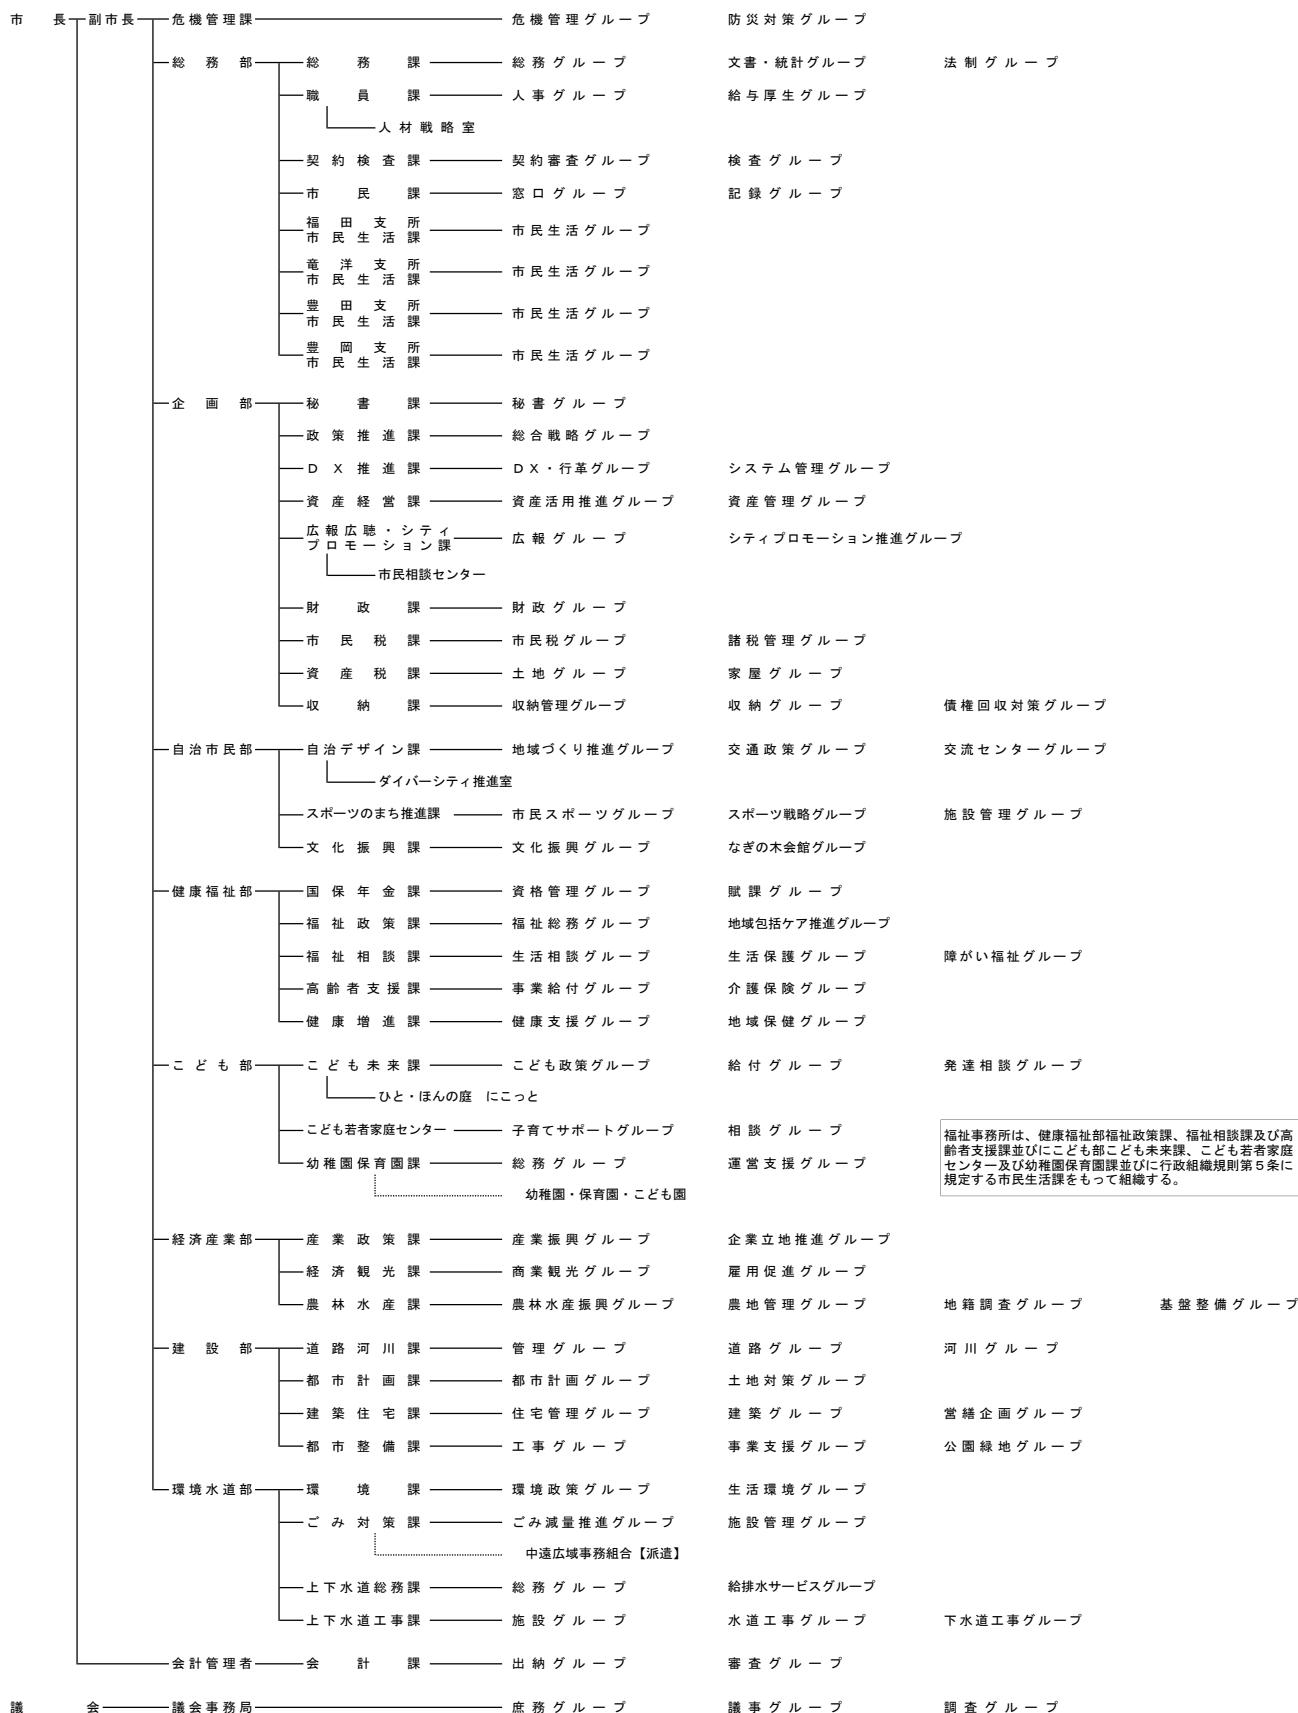 市長 副市長 危機管理課 危機管理グループ 防災対策グループ
総務部 総務課 総務グループ 文書・統計グループ 法制グループ
職員課 人事グループ 給与厚生グループ
人材戦略室
契約検査課 契約審査グループ 検査グループ
市民課 窓口グループ 記録グループ
福田支所
市民生活課 市民生活グループ
竜洋支所
市民生活課 市民生活グループ
豊田支所
市民生活課 市民生活グループ
豊岡支所
市民生活課 市民生活グループ
企画部 秘書課 秘書グループ
政策推進課 総合戦略グループ
ＤＸ推進課 ＤＸ・行革グループ システム管理グループ
資産経営課 資産活用推進グループ 資産管理グループ
広報広聴・シティ
プロモーション課 広報グループ シティプロモーション推進グループ
市民相談センター
財政課 財政グループ
市民税課 市民税グループ 諸税管理グループ
資産税課 土地グループ 家屋グループ
収納課 収納管理グループ 収納グループ 債権回収対策グループ
自治市民部 自治デザイン課 地域づくり推進グループ 交通政策グループ 交流センターグループ
ダイバーシティ推進室
スポーツのまち推進課 市民スポーツグループ スポーツ戦略グループ 施設管理グループ
文化振興課 文化振興グループ なぎの木会館グループ
健康福祉部 国保年金課 資格管理グループ 賦課グループ
福祉政策課 福祉総務グループ 地域包括ケア推進グループ
福祉相談課 生活相談グループ 生活保護グループ 障がい福祉グループ
高齢者支援課 事業給付グループ 介護保険グループ
健康増進課 健康支援グループ 地域保健グループ
こども部 こども未来課 こども政策グループ 給付グループ 発達相談グループ
ひと・ほんの庭　にこっと
こども若者家庭センター 子育てサポートグループ 相談グループ
幼稚園保育園課 総務グループ 運営支援グループ
幼稚園・保育園・こども園
福祉事務所は、健康福祉部福祉政策課、福祉相談課及び高
齢者支援課並びにこども部こども未来課、こども若者家庭
センター及び幼稚園保育園課並びに行政組織規則第５条に
規定する市民生活課をもって組織する。
経済産業部 産業政策課 産業振興グループ 企業立地推進グループ
経済観光課 商業観光グループ 雇用促進グループ
農林水産課 農林水産振興グループ 農地管理グループ 地籍調査グループ 基盤整備グループ
建設部 道路河川課 管理グループ 道路グループ 河川グループ
都市計画課 都市計画グループ 土地対策グループ
建築住宅課 住宅管理グループ 建築グループ 営繕企画グループ
都市整備課 工事グループ 事業支援グループ 公園緑地グループ
環境水道部 環境課 環境政策グループ 生活環境グループ
ごみ対策課 ごみ減量推進グループ 施設管理グループ
中遠広域事務組合【派遣】
上下水道総務課 総務グループ 給排水サービスグループ
上下水道工事課 施設グループ 水道工事グループ 下水道工事グループ
会計管理者 会計課 出納グループ 審査グループ
議会 議会事務局 庶務グループ 議事グループ 調査グループ